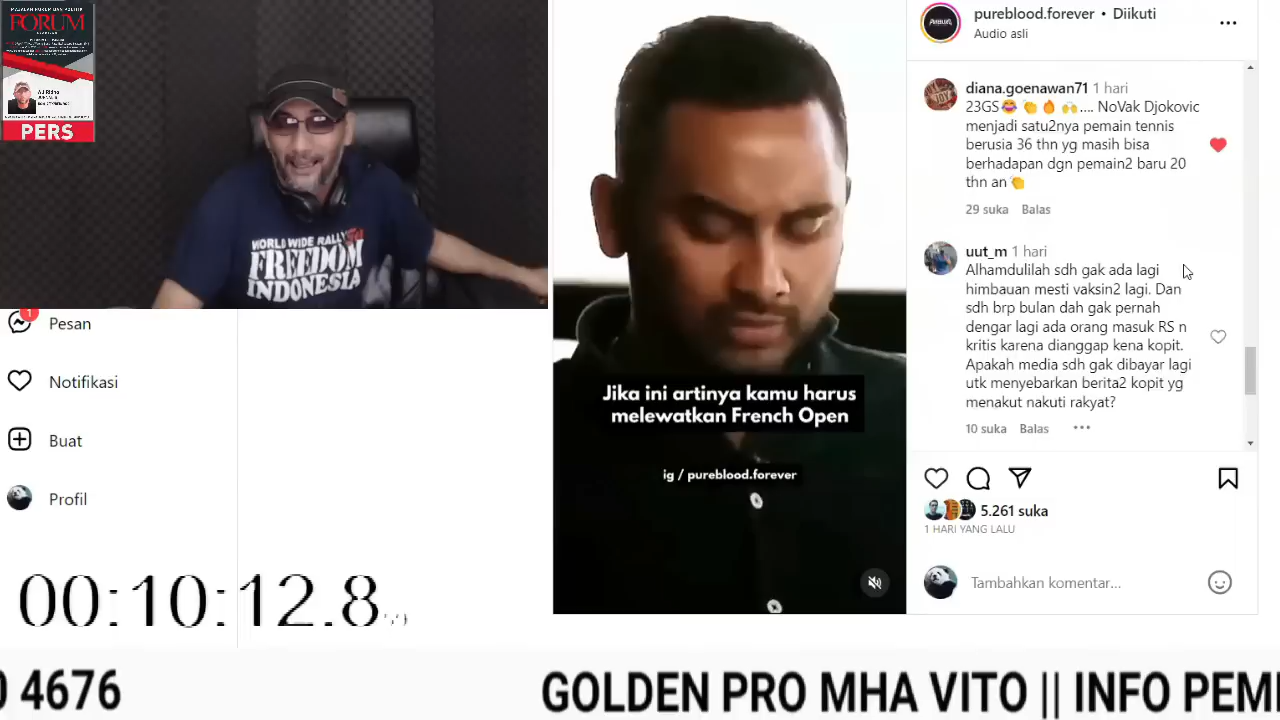 FORUM
PERS
WORLD WIDE RALLY
FREEDOM
INDONESIA
Pesan
1
Notifikasi
Buat
Profil
00:10:12.8
Jika ini artinya kamu harus
melewatkan French Open
ig / pureblood.forever
pureblood.forever • Diikuti
Audio asli
diana.goenawan71 1 hari
23GS😂👏🔥🙌.... NoVak Djokovic
menjadi satu2nya pemain tennis
berusia 36 thn yg masih bisa
berhadapan dgn pemain2 baru 20
thn an👏
29 suka Balas
uut_m 1 hari
Alhamdulilah sdh gak ada lagi
himbauan mesti vaksin2 lagi. Dan
sdh brp bulan dah gak pernah
dengar lagi ada orang masuk RS n
kritis karena dianggap kena kopit.
Apakah media sdh gak dibayar lagi
utk menyebarkan berita2 kopit yg
menakut nakuti rakyat?
10 suka Balas
5.261 suka
1 HARI YANG LALU
Tambahkan komentar...
0 4676 GOLDEN PRO MHA VITO || INFO PEM